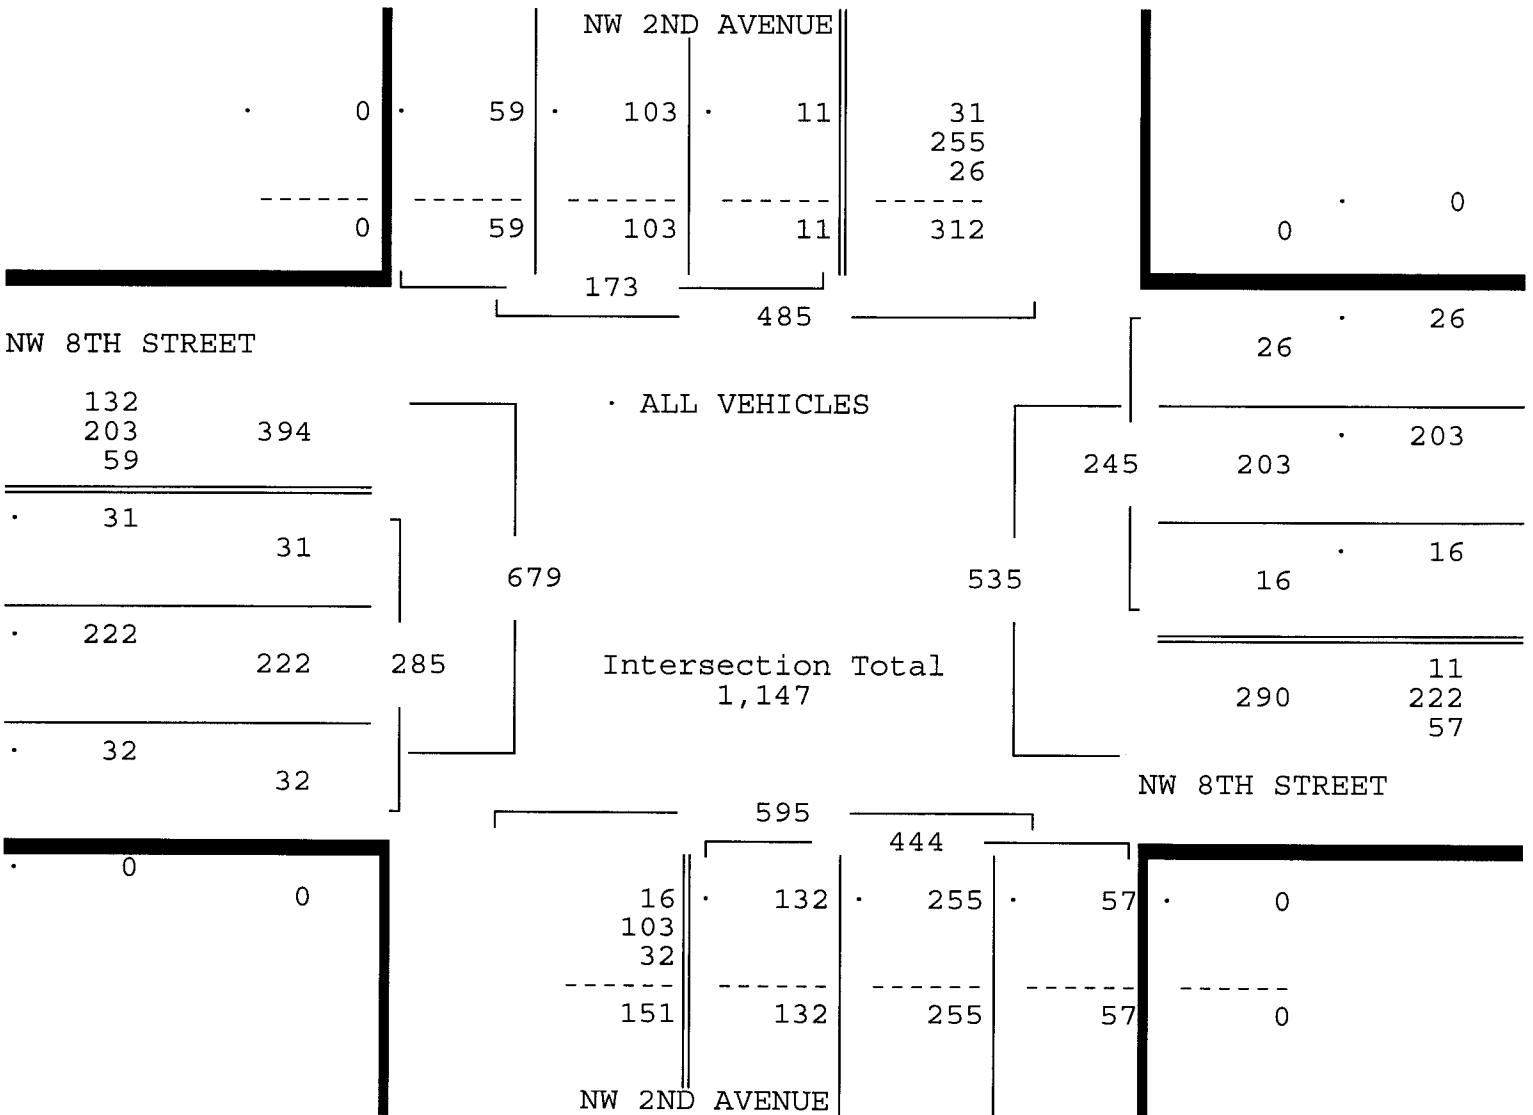 NW 2ND AVENUE
· 0 · 59 · 103 · 11 31
255
26
------ ------ ------ ------ ------
0 59 103 11 312
· 0
0
173
485
NW 8TH STREET
· 26
26
132
203 394
59
· ALL VEHICLES
· 203
245 203
· 31
31
· 16
16
679
535
· 222
222 285
Intersection Total
1,147
11
290 222
57
· 32
32
NW 8TH STREET
595
444
· 0
0
16 · 132 · 255 · 57 · 0
103
32
------ ------ ------ ------ ------
151 132 255 57 0
NW 2ND AVENUE